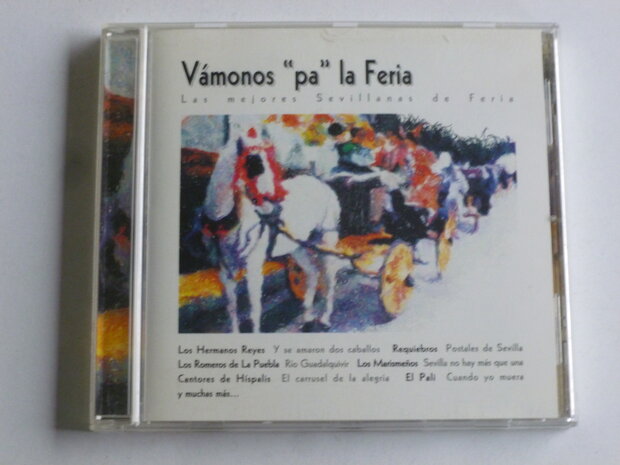 Vámonos “pa” la Feria
Las mejores Sevillanas de Feria
Los Hermanos Reyes Y se amaron dos caballos Requiebros Postales de Sevilla
Los Romeros de La Puebla Río Guadalquivir Los Marismeños Sevilla no hay más que una
Cantores de Híspalis El carrusel de la alegría El Pali Cuando yo muera
y muchas más...